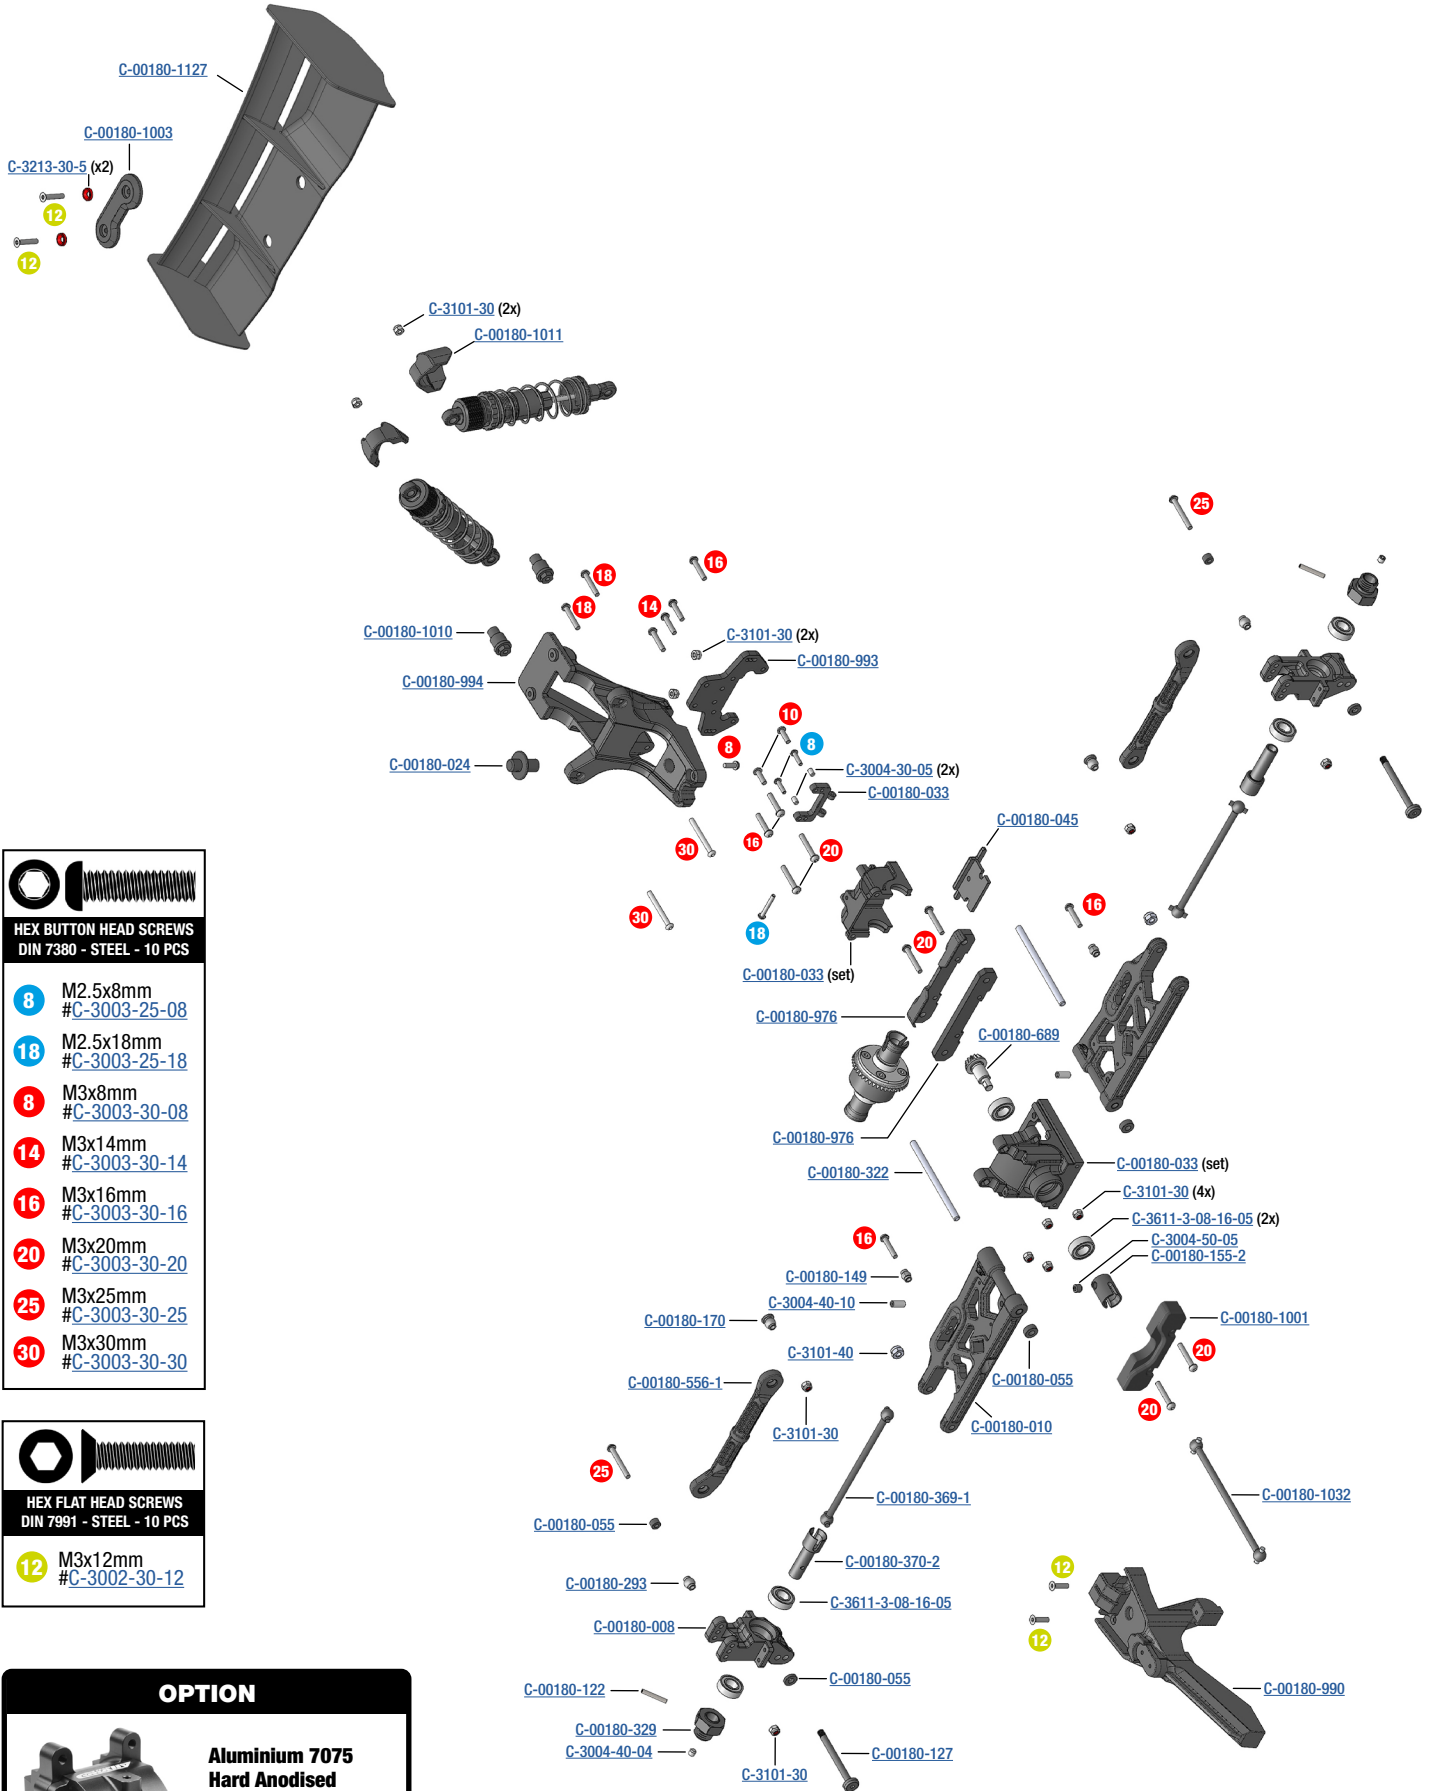 C-00180-1127
C-00180-1003
C-3213-30-5 (x2)
12
12
C-3101-30 (2x)
C-00180-1011
25
16
18
18
14
C-00180-1010
C-3101-30 (2x)
C-00180-993
C-00180-994
10
8
8
C-00180-024
C-3004-30-05 (2x)
C-00180-033
C-00180-045
16
30
20
30
18
16
20
C-00180-033 (set)
C-00180-976
C-00180-689
C-00180-976
C-00180-322
C-00180-033 (set)
C-3101-30 (4x)
C-3611-3-08-16-05 (2x)
C-3004-50-05
C-00180-155-2
16
C-00180-149
C-3004-40-10
C-00180-170
C-3101-40
C-00180-1001
20
C-00180-556-1
C-00180-055
20
C-3101-30
C-00180-010
25
C-00180-369-1
C-00180-1032
C-00180-055
C-00180-370-2
12
C-00180-293
C-3611-3-08-16-05
C-00180-008
12
C-00180-055
C-00180-122
C-00180-990
C-00180-329
C-3004-40-04
C-3101-30
C-00180-127
HEX BUTTON HEAD SCREWS
DIN 7380 - STEEL - 10 PCS
8 M2.5x8mm
#C-3003-25-08
18 M2.5x18mm
#C-3003-25-18
8 M3x8mm
#C-3003-30-08
14 M3x14mm
#C-3003-30-14
16 M3x16mm
#C-3003-30-16
20 M3x20mm
#C-3003-30-20
25 M3x25mm
#C-3003-30-25
30 M3x30mm
#C-3003-30-30
HEX FLAT HEAD SCREWS
DIN 7991 - STEEL - 10 PCS
12 M3x12mm
#C-3002-30-12
OPTION
Aluminium 7075
Hard Anodised